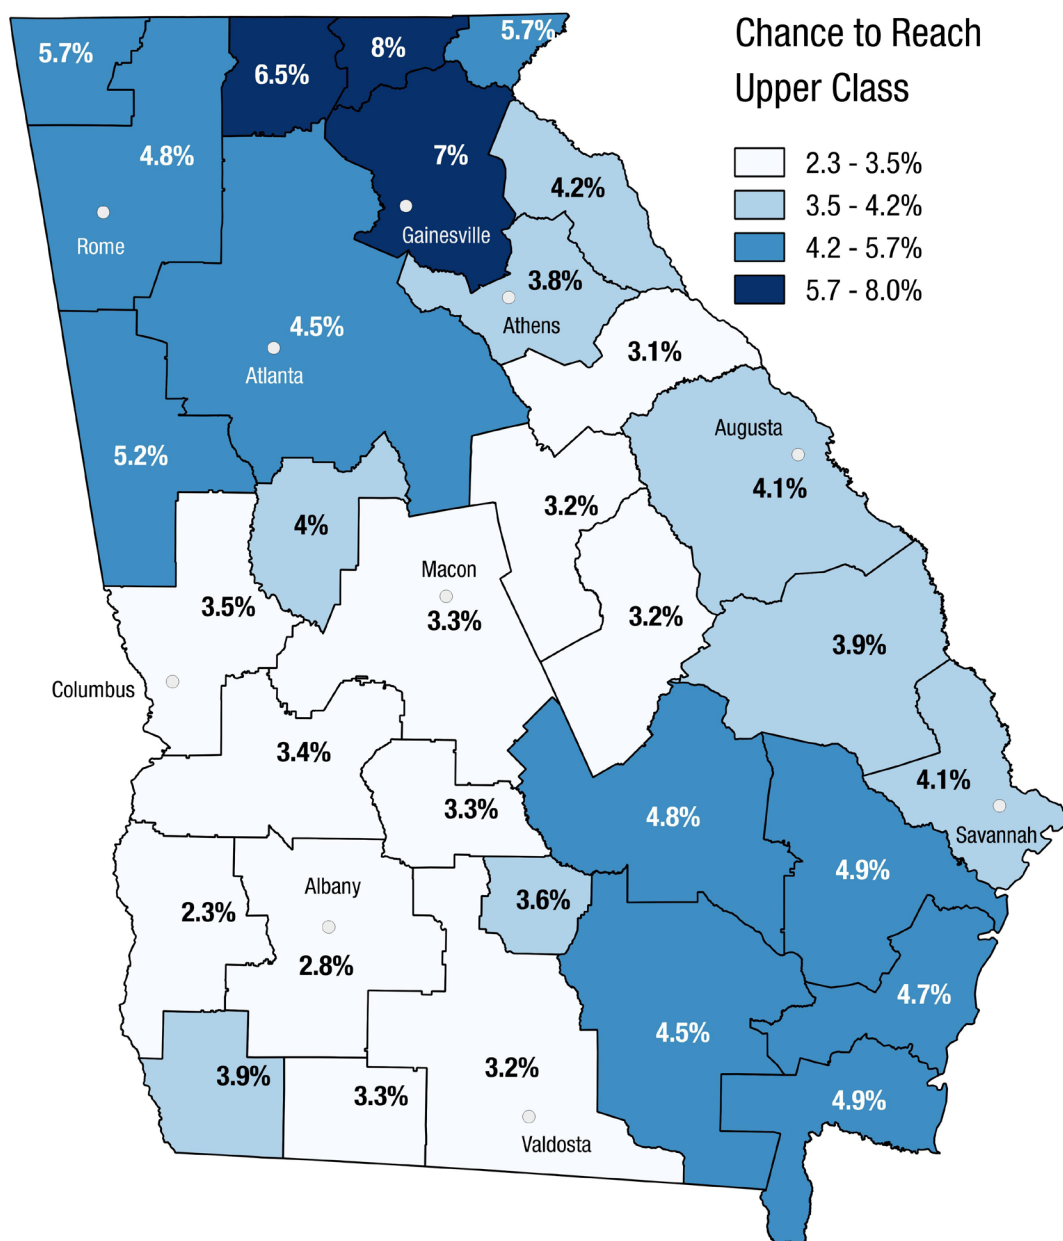 Chance to Reach
Upper Class
2.3 - 3.5%
3.5 - 4.2%
4.2 - 5.7%
5.7 - 8.0%
5.7%
6.5%
8%
5.7%
4.8%
7%
4.2%
Rome
Gainesville
3.8%
Athens
4.5%
Atlanta
3.1%
5.2%
Augusta
4.1%
4%
3.2%
Macon
3.3%
3.5%
3.2%
3.9%
Columbus
3.4%
4.1%
Savannah
3.3%
4.8%
4.9%
Albany
2.3%
3.6%
2.8%
4.7%
4.5%
3.9%
3.3%
3.2%
4.9%
Valdosta